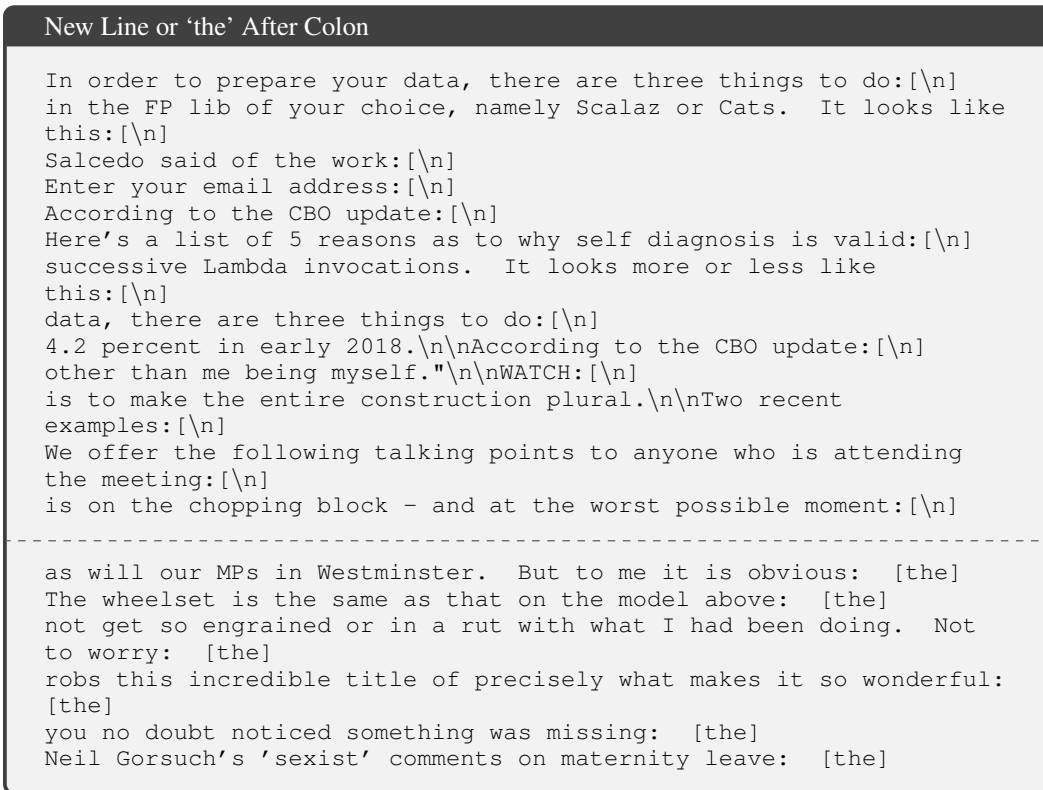 New Line or ‘the’ After Colon
In order to prepare your data, there are three things to do:[\n]
in the FP lib of your choice, namely Scalaz or Cats. It looks like
this:[\n]
Salcedo said of the work:[\n]
Enter your email address:[\n]
According to the CBO update:[\n]
Here’s a list of 5 reasons as to why self diagnosis is valid:[\n]
successive Lambda invocations. It looks more or less like
this:[\n]
data, there are three things to do:[\n]
4.2 percent in early 2018.\n\nAccording to the CBO update:[\n]
other than me being myself."\n\nWATCH:[\n]
is to make the entire construction plural.\n\nTwo recent
examples:[\n]
We offer the following talking points to anyone who is attending
the meeting:[\n]
is on the chopping block – and at the worst possible moment:[\n]
as will our MPs in Westminster. But to me it is obvious: [the]
The wheelset is the same as that on the model above: [the]
not get so engrained or in a rut with what I had been doing. Not
to worry: [the]
robs this incredible title of precisely what makes it so wonderful:
[the]
you no doubt noticed something was missing: [the]
Neil Gorsuch’s ’sexist’ comments on maternity leave: [the]